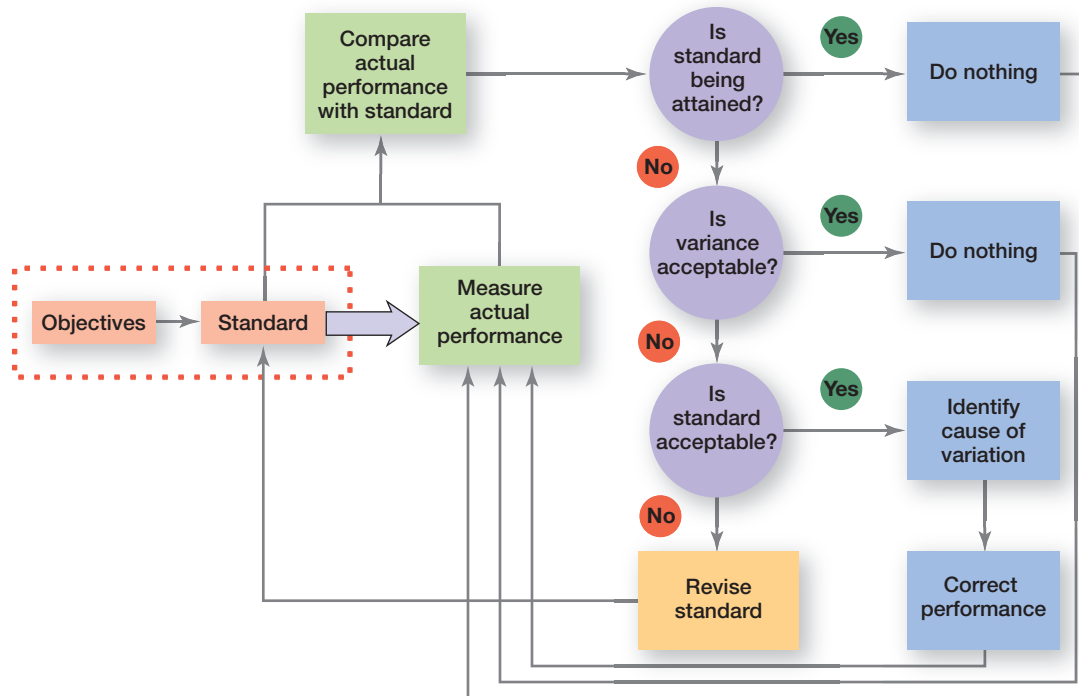 Compare
actual
performance
with standard
Is
standard
being
attained?
Yes
Do nothing
No
Is
variance
acceptable?
Yes
Do nothing
Objectives
Standard
Measure
actual
performance
No
Is
standard
acceptable?
Yes
Identify
cause of
variation
No
Revise
standard
Correct
performance